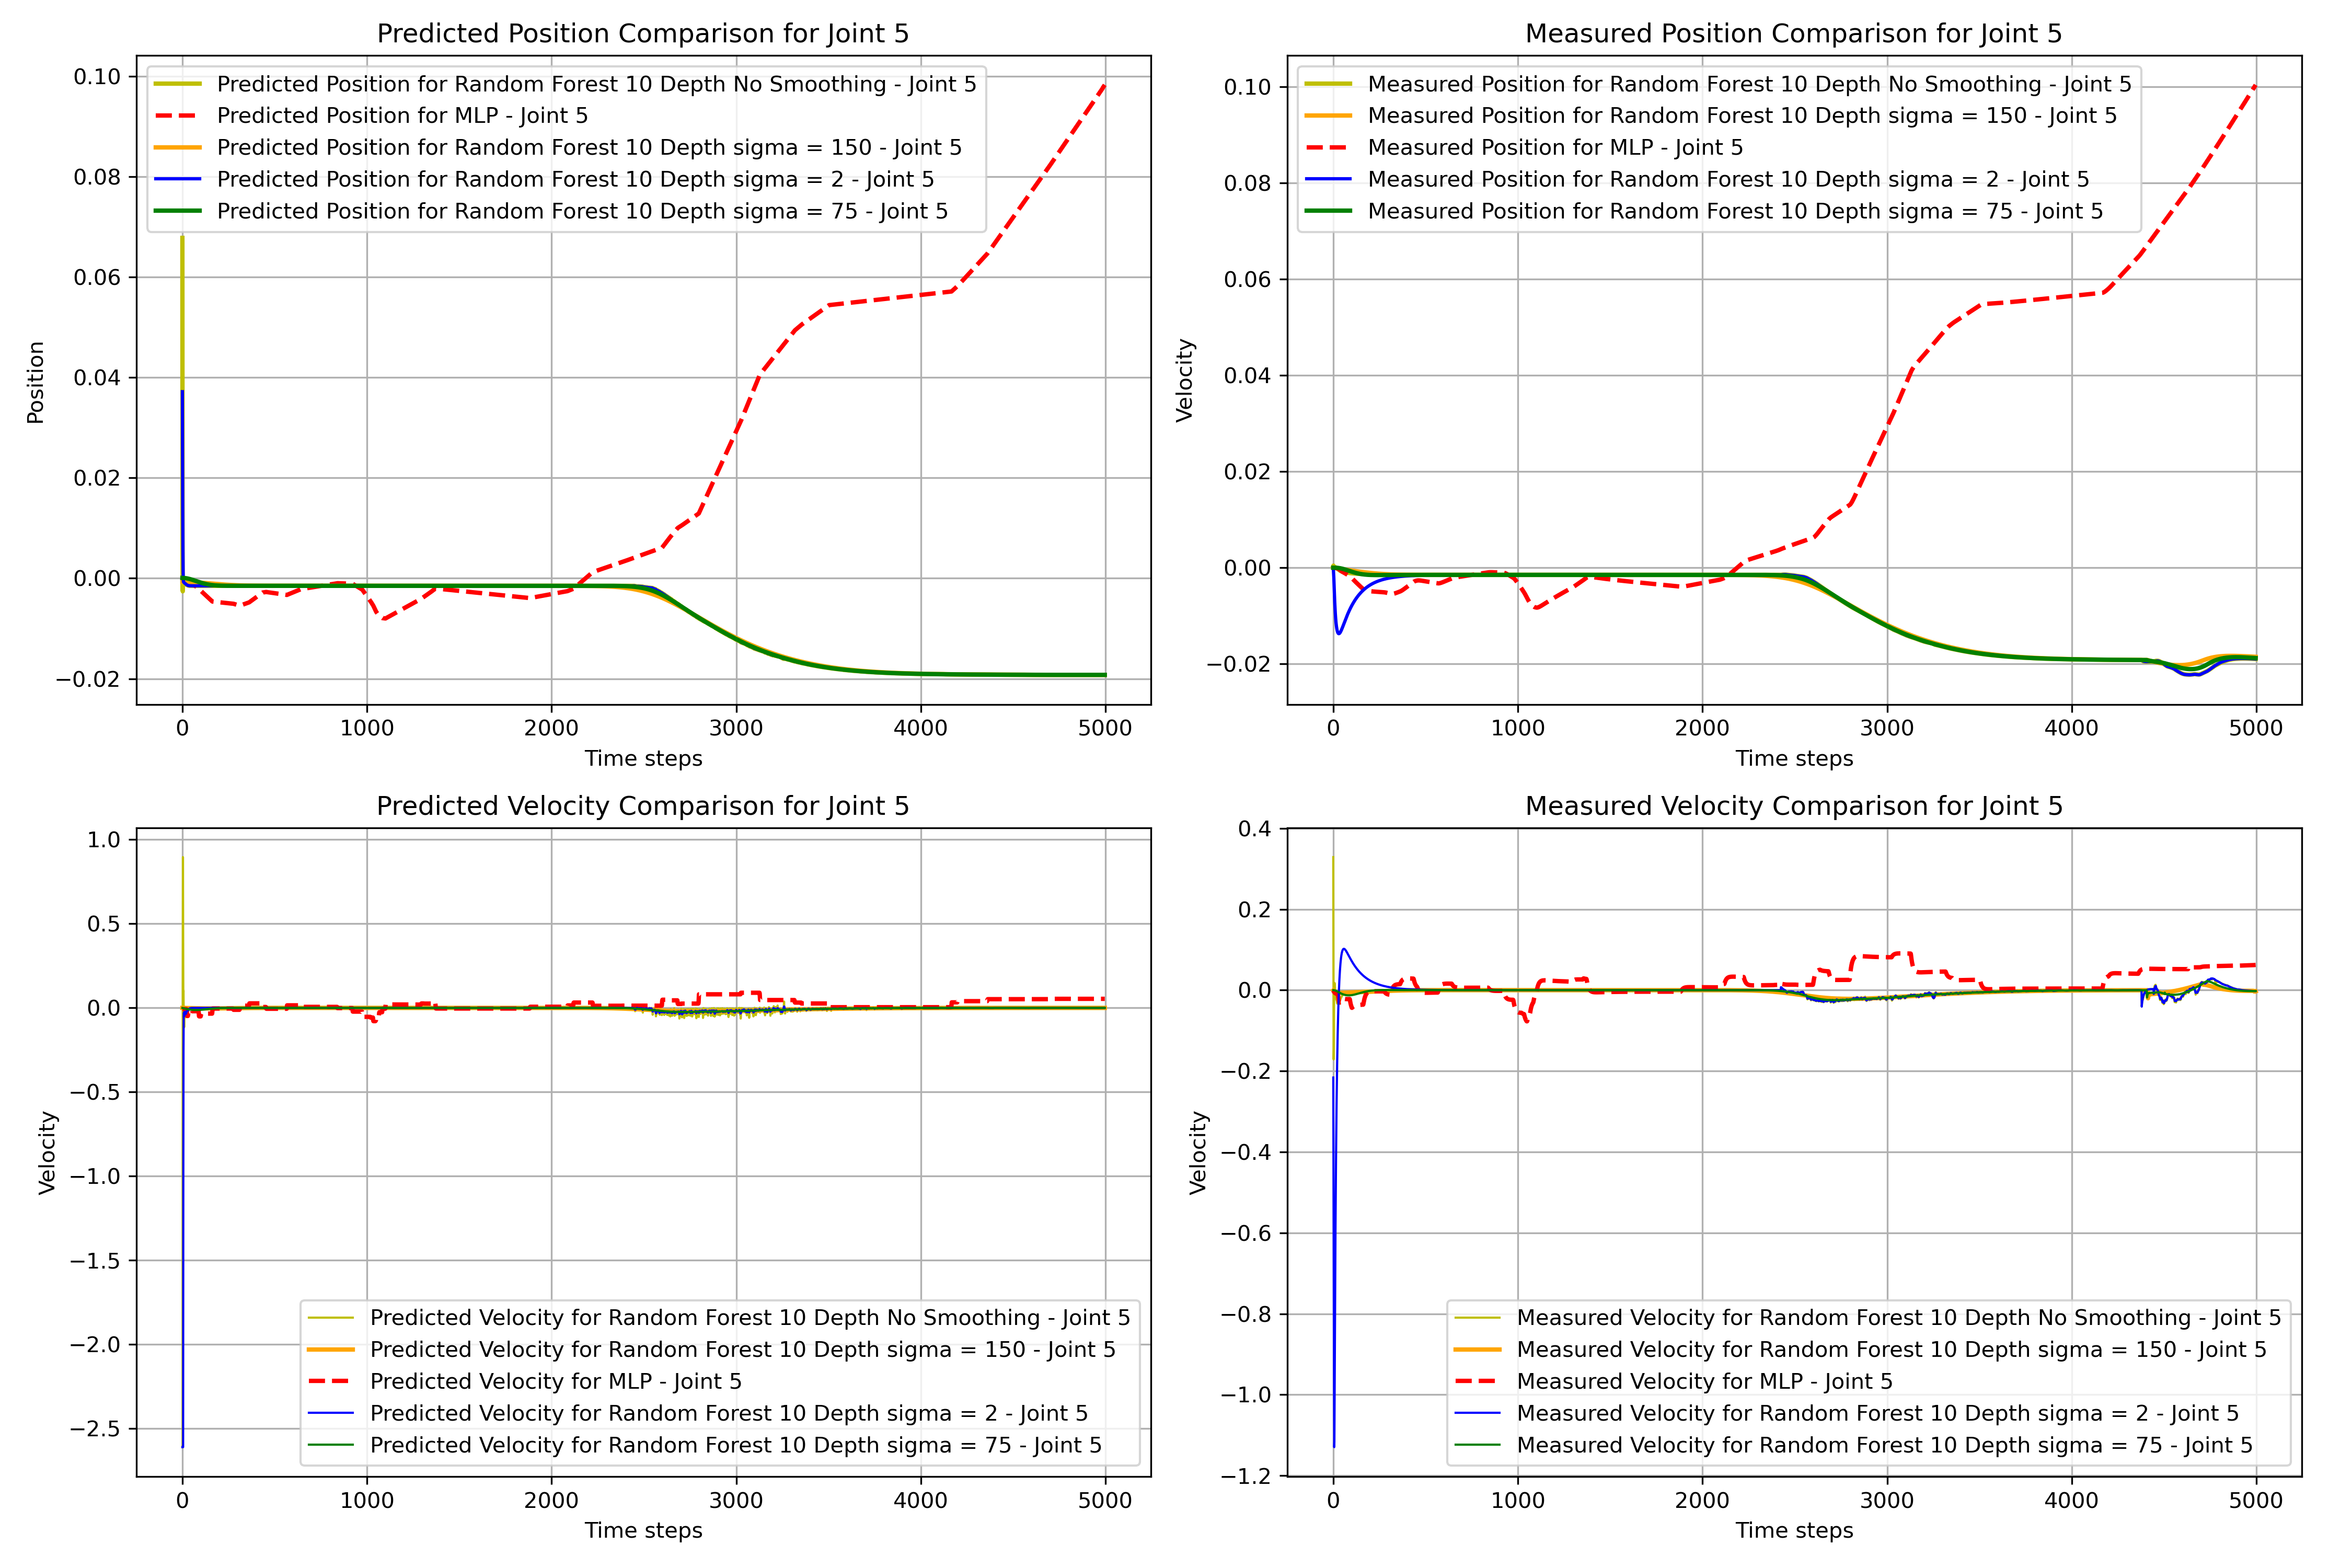 Predicted Position Comparison for Joint 5
Position
0.10
0.08
0.06
0.04
0.02
0.00
−0.02
Predicted Position for Random Forest 10 Depth No Smoothing - Joint 5
Predicted Position for MLP - Joint 5
Predicted Position for Random Forest 10 Depth sigma = 150 - Joint 5
Predicted Position for Random Forest 10 Depth sigma = 2 - Joint 5
Predicted Position for Random Forest 10 Depth sigma = 75 - Joint 5
0 1000 2000 3000 4000 5000
Time steps
Measured Position Comparison for Joint 5
Velocity
0.10
0.08
0.06
0.04
0.02
0.00
−0.02
Measured Position for Random Forest 10 Depth No Smoothing - Joint 5
Measured Position for Random Forest 10 Depth sigma = 150 - Joint 5
Measured Position for MLP - Joint 5
Measured Position for Random Forest 10 Depth sigma = 2 - Joint 5
Measured Position for Random Forest 10 Depth sigma = 75 - Joint 5
0 1000 2000 3000 4000 5000
Time steps
Predicted Velocity Comparison for Joint 5
Velocity
1.0
0.5
0.0
−0.5
−1.0
−1.5
−2.0
−2.5
Predicted Velocity for Random Forest 10 Depth No Smoothing - Joint 5
Predicted Velocity for Random Forest 10 Depth sigma = 150 - Joint 5
Predicted Velocity for MLP - Joint 5
Predicted Velocity for Random Forest 10 Depth sigma = 2 - Joint 5
Predicted Velocity for Random Forest 10 Depth sigma = 75 - Joint 5
0 1000 2000 3000 4000 5000
Time steps
Measured Velocity Comparison for Joint 5
Velocity
0.4
0.2
0.0
−0.2
−0.4
−0.6
−0.8
−1.0
−1.2
Measured Velocity for Random Forest 10 Depth No Smoothing - Joint 5
Measured Velocity for Random Forest 10 Depth sigma = 150 - Joint 5
Measured Velocity for MLP - Joint 5
Measured Velocity for Random Forest 10 Depth sigma = 2 - Joint 5
Measured Velocity for Random Forest 10 Depth sigma = 75 - Joint 5
0 1000 2000 3000 4000 5000
Time steps